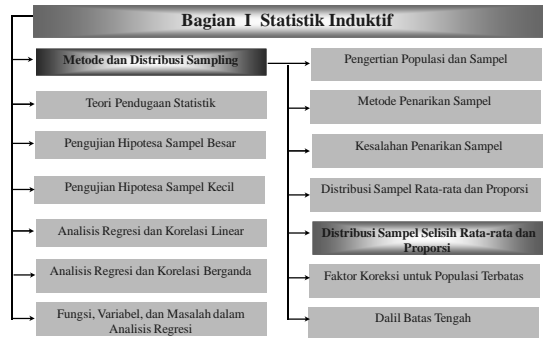 Bagian I Statistik Induktif
Metode dan Distribusi Sampling
Teori Pendugaan Statistik
Pengujian Hipotesa Sampel Besar
Pengujian Hipotesa Sampel Kecil
Analisis Regresi dan Korelasi Linear
Analisis Regresi dan Korelasi Berganda
Fungsi, Variabel, dan Masalah dalam
Analisis Regresi
Pengertian Populasi dan Sampel
Metode Penarikan Sampel
Kesalahan Penarikan Sampel
Distribusi Sampel Rata-rata dan Proporsi
Distribusi Sampel Selisih Rata-rata dan
Proporsi
Faktor Koreksi untuk Populasi Terbatas
Dalil Batas Tengah